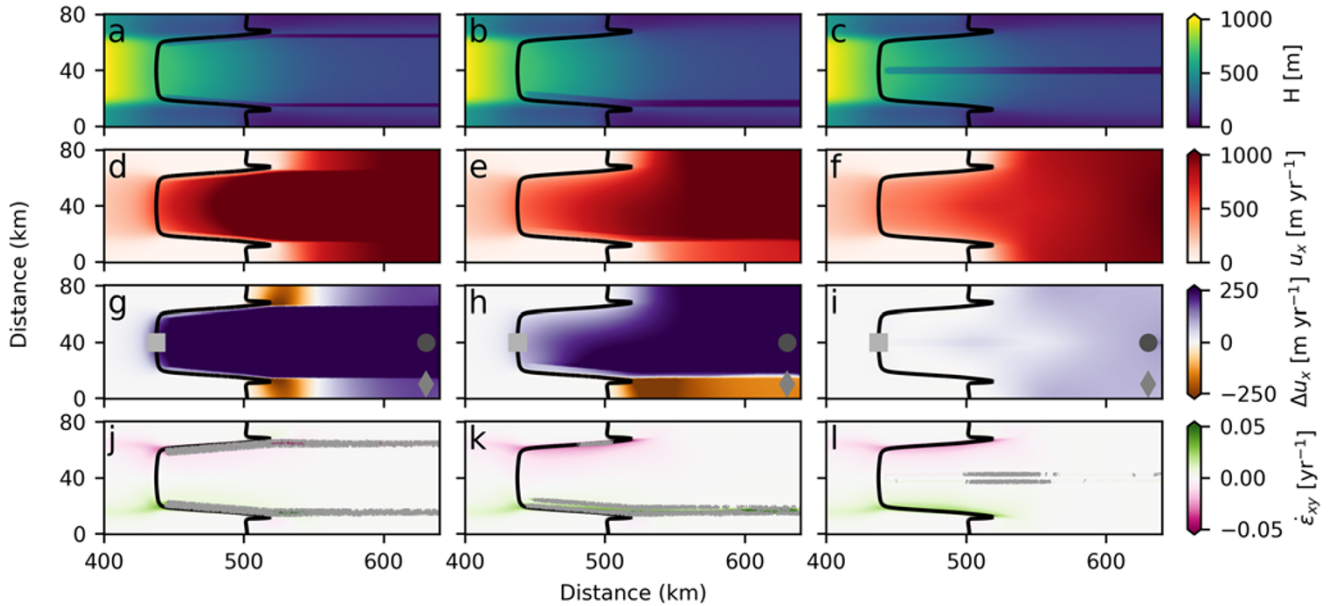 80
40
0
a
b
c
1000
500
0
H [m]
80
40
0
d
e
f
1000
500
0
u_x [m yr⁻¹]
80
40
0
g
h
i
250
0
−250
Δu_x [m yr⁻¹]
80
40
0
j
k
l
0.05
0.00
−0.05
ε̇_xy [yr⁻¹]
400
500
600
400
500
600
400
500
600
Distance (km)
Distance (km)